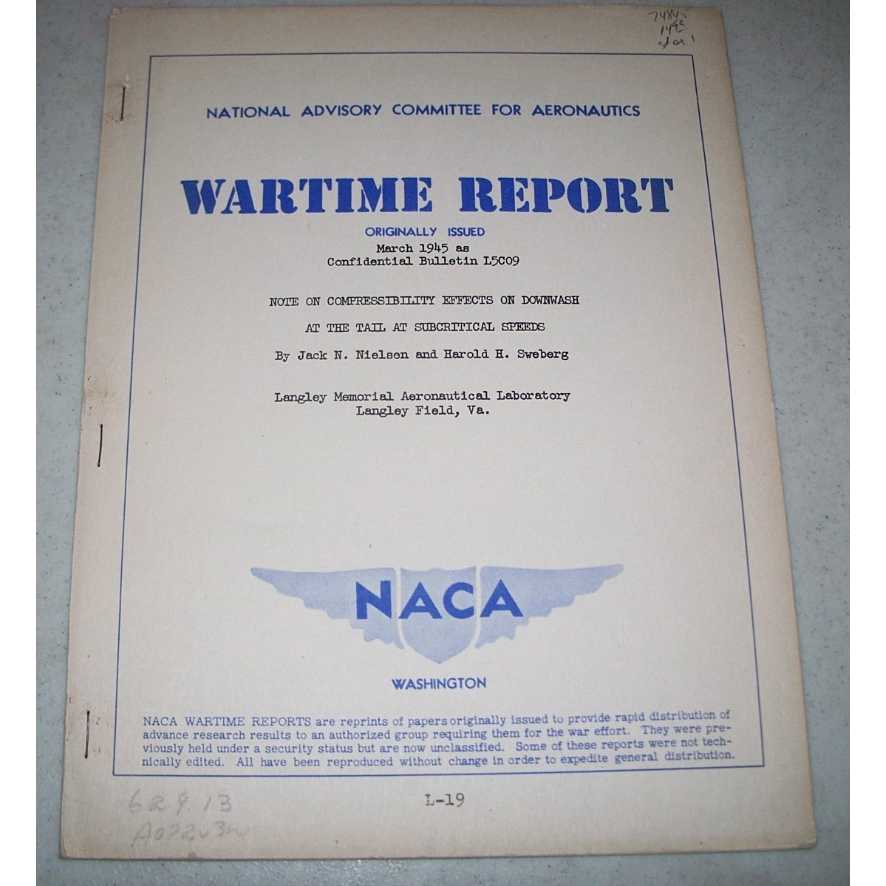 NATIONAL ADVISORY COMMITTEE FOR AERONAUTICS
WARTIME REPORT
ORIGINALLY ISSUED
March 1945 as
Confidential Bulletin L5C09
NOTE ON COMPRESSIBILITY EFFECTS ON DOWNWASH
AT THE TAIL AT SUBCRITICAL SPEEDS
By Jack N. Nielsen and Harold H. Sweberg
Langley Memorial Aeronautical Laboratory
Langley Field, Va.
NACA
WASHINGTON
NACA WARTIME REPORTS are reprints of papers originally issued to provide rapid distribution of
advance research results to an authorized group requiring them for the war effort. They were pre-
viously held under a security status but are now unclassified. Some of these reports were not tech-
nically edited. All have been reproduced without change in order to expedite general distribution.
L-19
629.13